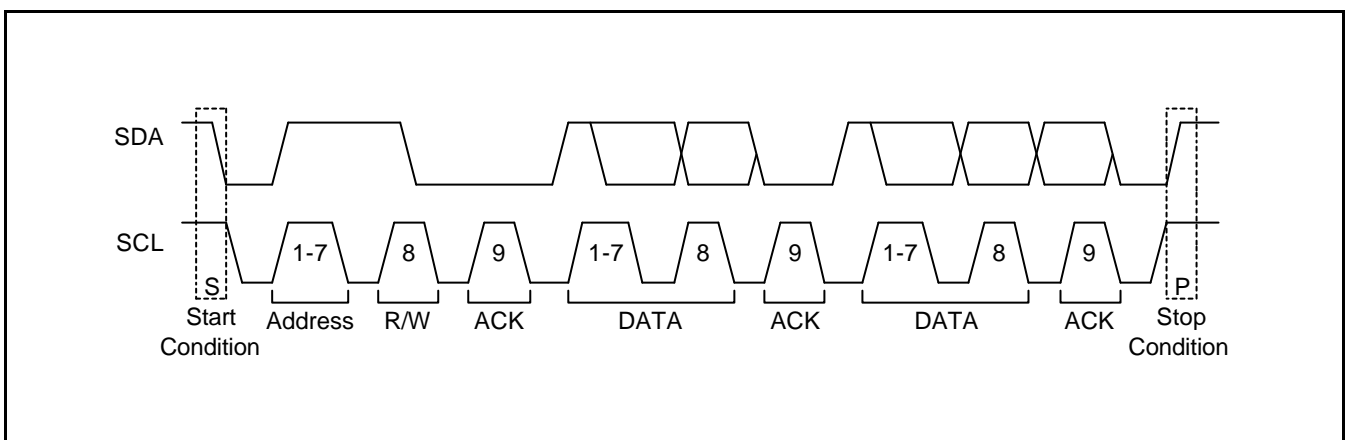 SDA
SCL
1-7
8
9
1-7
8
9
1-7
8
9
S
P
Start
Condition
Address
R/W
ACK
DATA
ACK
DATA
ACK
Stop
Condition